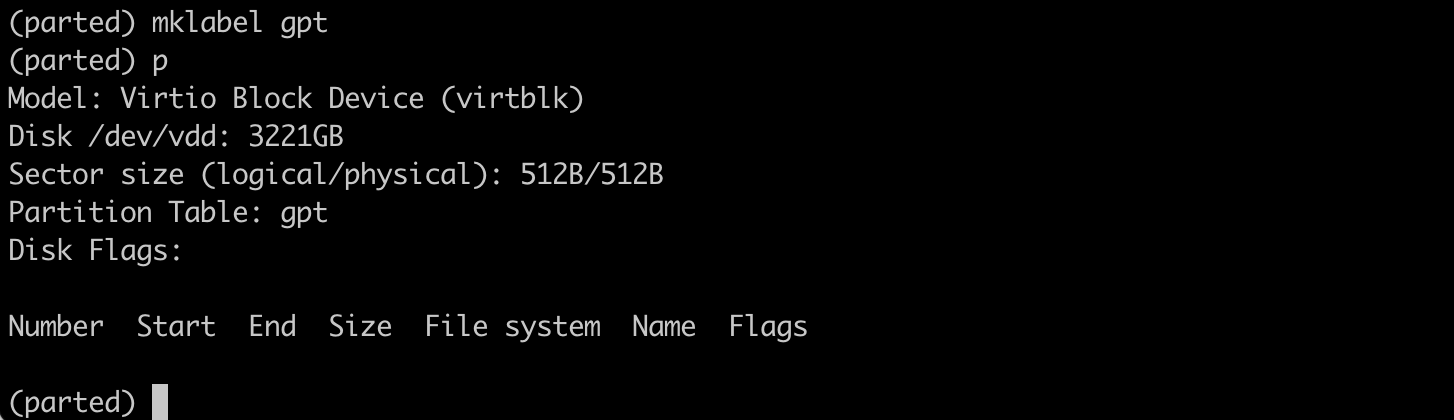 (parted) mklabel gpt
(parted) p
Model: Virtio Block Device (virtblk)
Disk /dev/vdd: 3221GB
Sector size (logical/physical): 512B/512B
Partition Table: gpt
Disk Flags:
Number  Start  End  Size  File system  Name  Flags
(parted)